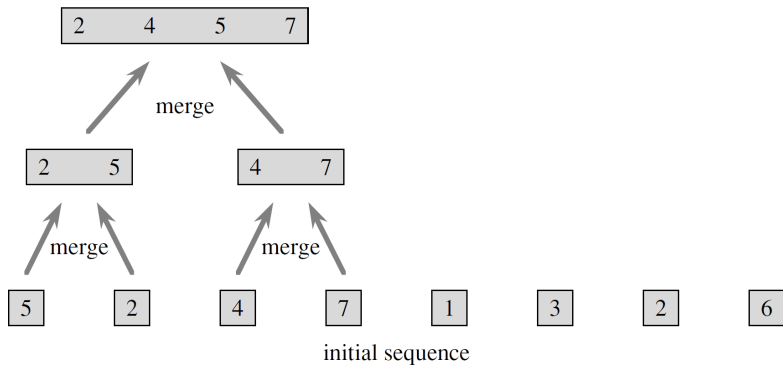 2 4 5 7
merge
2 5 4 7
merge merge
5 2 4 7 1 3 2 6
initial sequence